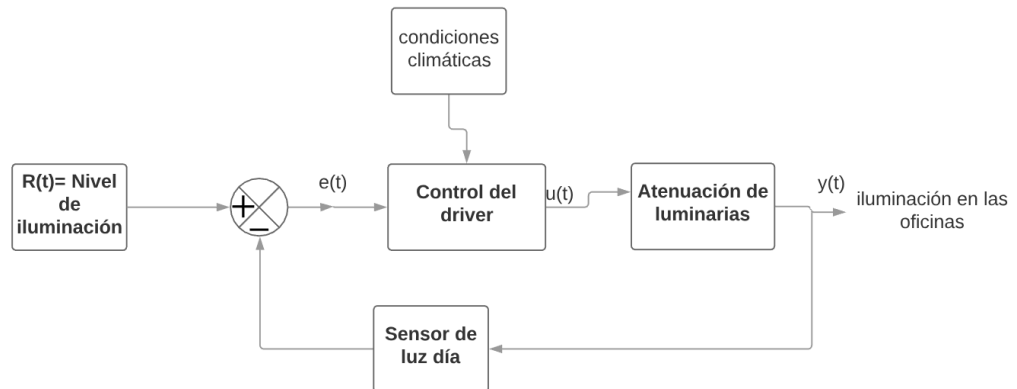 condiciones
climáticas
R(t)= Nivel
de
iluminación
+
−
e(t)
Control del
driver
u(t)
Atenuación de
luminarias
y(t)
iluminación en las
oficinas
Sensor de
luz día